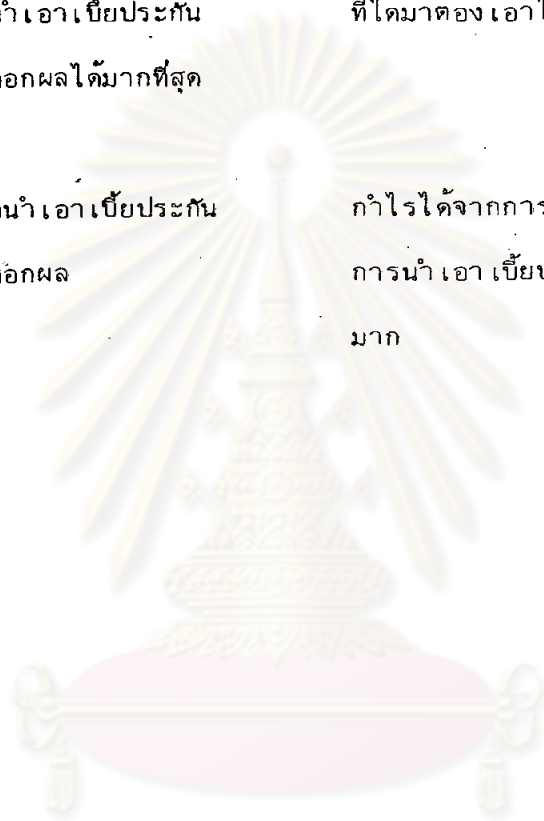 นำเอาเบี้ยประกัน
ดอกผลได้มากที่สุด
นำเอาเบี้ยประกัน
ดอกผล
ที่ได้มาต้องเอาไ
กำไรได้จากการ
การนำเอาเบี้ย
มาก